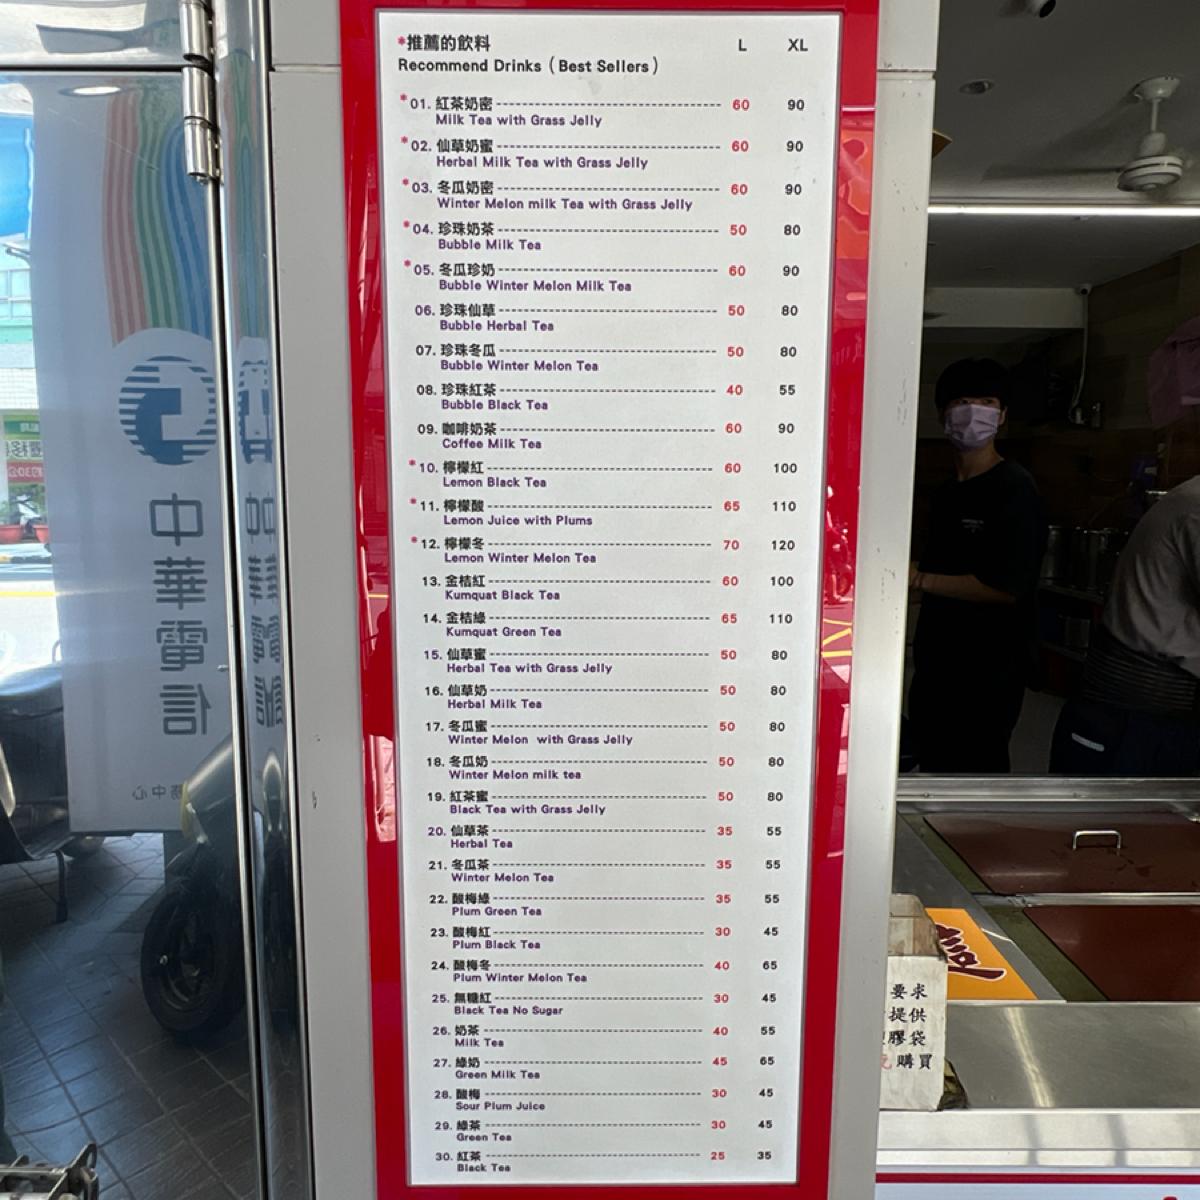 *推薦的飲料 L XL
Recommend Drinks (Best Sellers)
*01. 紅茶奶密 60 90
Milk Tea with Grass Jelly
*02. 仙草奶蜜 60 90
Herbal Milk Tea with Grass Jelly
*03. 冬瓜奶密 60 90
Winter Melon milk Tea with Grass Jelly
*04. 珍珠奶茶 50 80
Bubble Milk Tea
*05. 冬瓜珍奶 60 90
Bubble Winter Melon Milk Tea
06. 珍珠仙草 50 80
Bubble Herbal Tea
07. 珍珠冬瓜 50 80
Bubble Winter Melon Tea
08. 珍珠紅茶 40 55
Bubble Black Tea
09. 咖啡奶茶 60 90
Coffee Milk Tea
*10. 檸檬紅 60 100
Lemon Black Tea
*11. 檸檬酸 65 110
Lemon Juice with Plums
*12. 檸檬冬 70 120
Lemon Winter Melon Tea
13. 金桔紅 60 100
Kumquat Black Tea
14. 金桔綠 65 110
Kumquat Green Tea
15. 仙草蜜 50 80
Herbal Tea with Grass Jelly
16. 仙草奶 50 80
Herbal Milk Tea
17. 冬瓜蜜 50 80
Winter Melon with Grass Jelly
18. 冬瓜奶 50 80
Winter Melon milk tea
19. 紅茶蜜 50 80
Black Tea with Grass Jelly
20. 仙草茶 35 55
Herbal Tea
21. 冬瓜茶 35 55
Winter Melon Tea
22. 酸梅綠 35 55
Plum Green Tea
23. 酸梅紅 30 45
Plum Black Tea
24. 酸梅冬 40 65
Plum Winter Melon Tea
25. 無糖紅 30 45
Black Tea No Sugar
26. 奶茶 40 55
Milk Tea
27. 綠奶 45 65
Green Milk Tea
28. 酸梅 30 45
Sour Plum Juice
29. 綠茶 30 45
Green Tea
30. 紅茶 25 35
Black Tea
中華電信
要求
提供
膠袋
購買